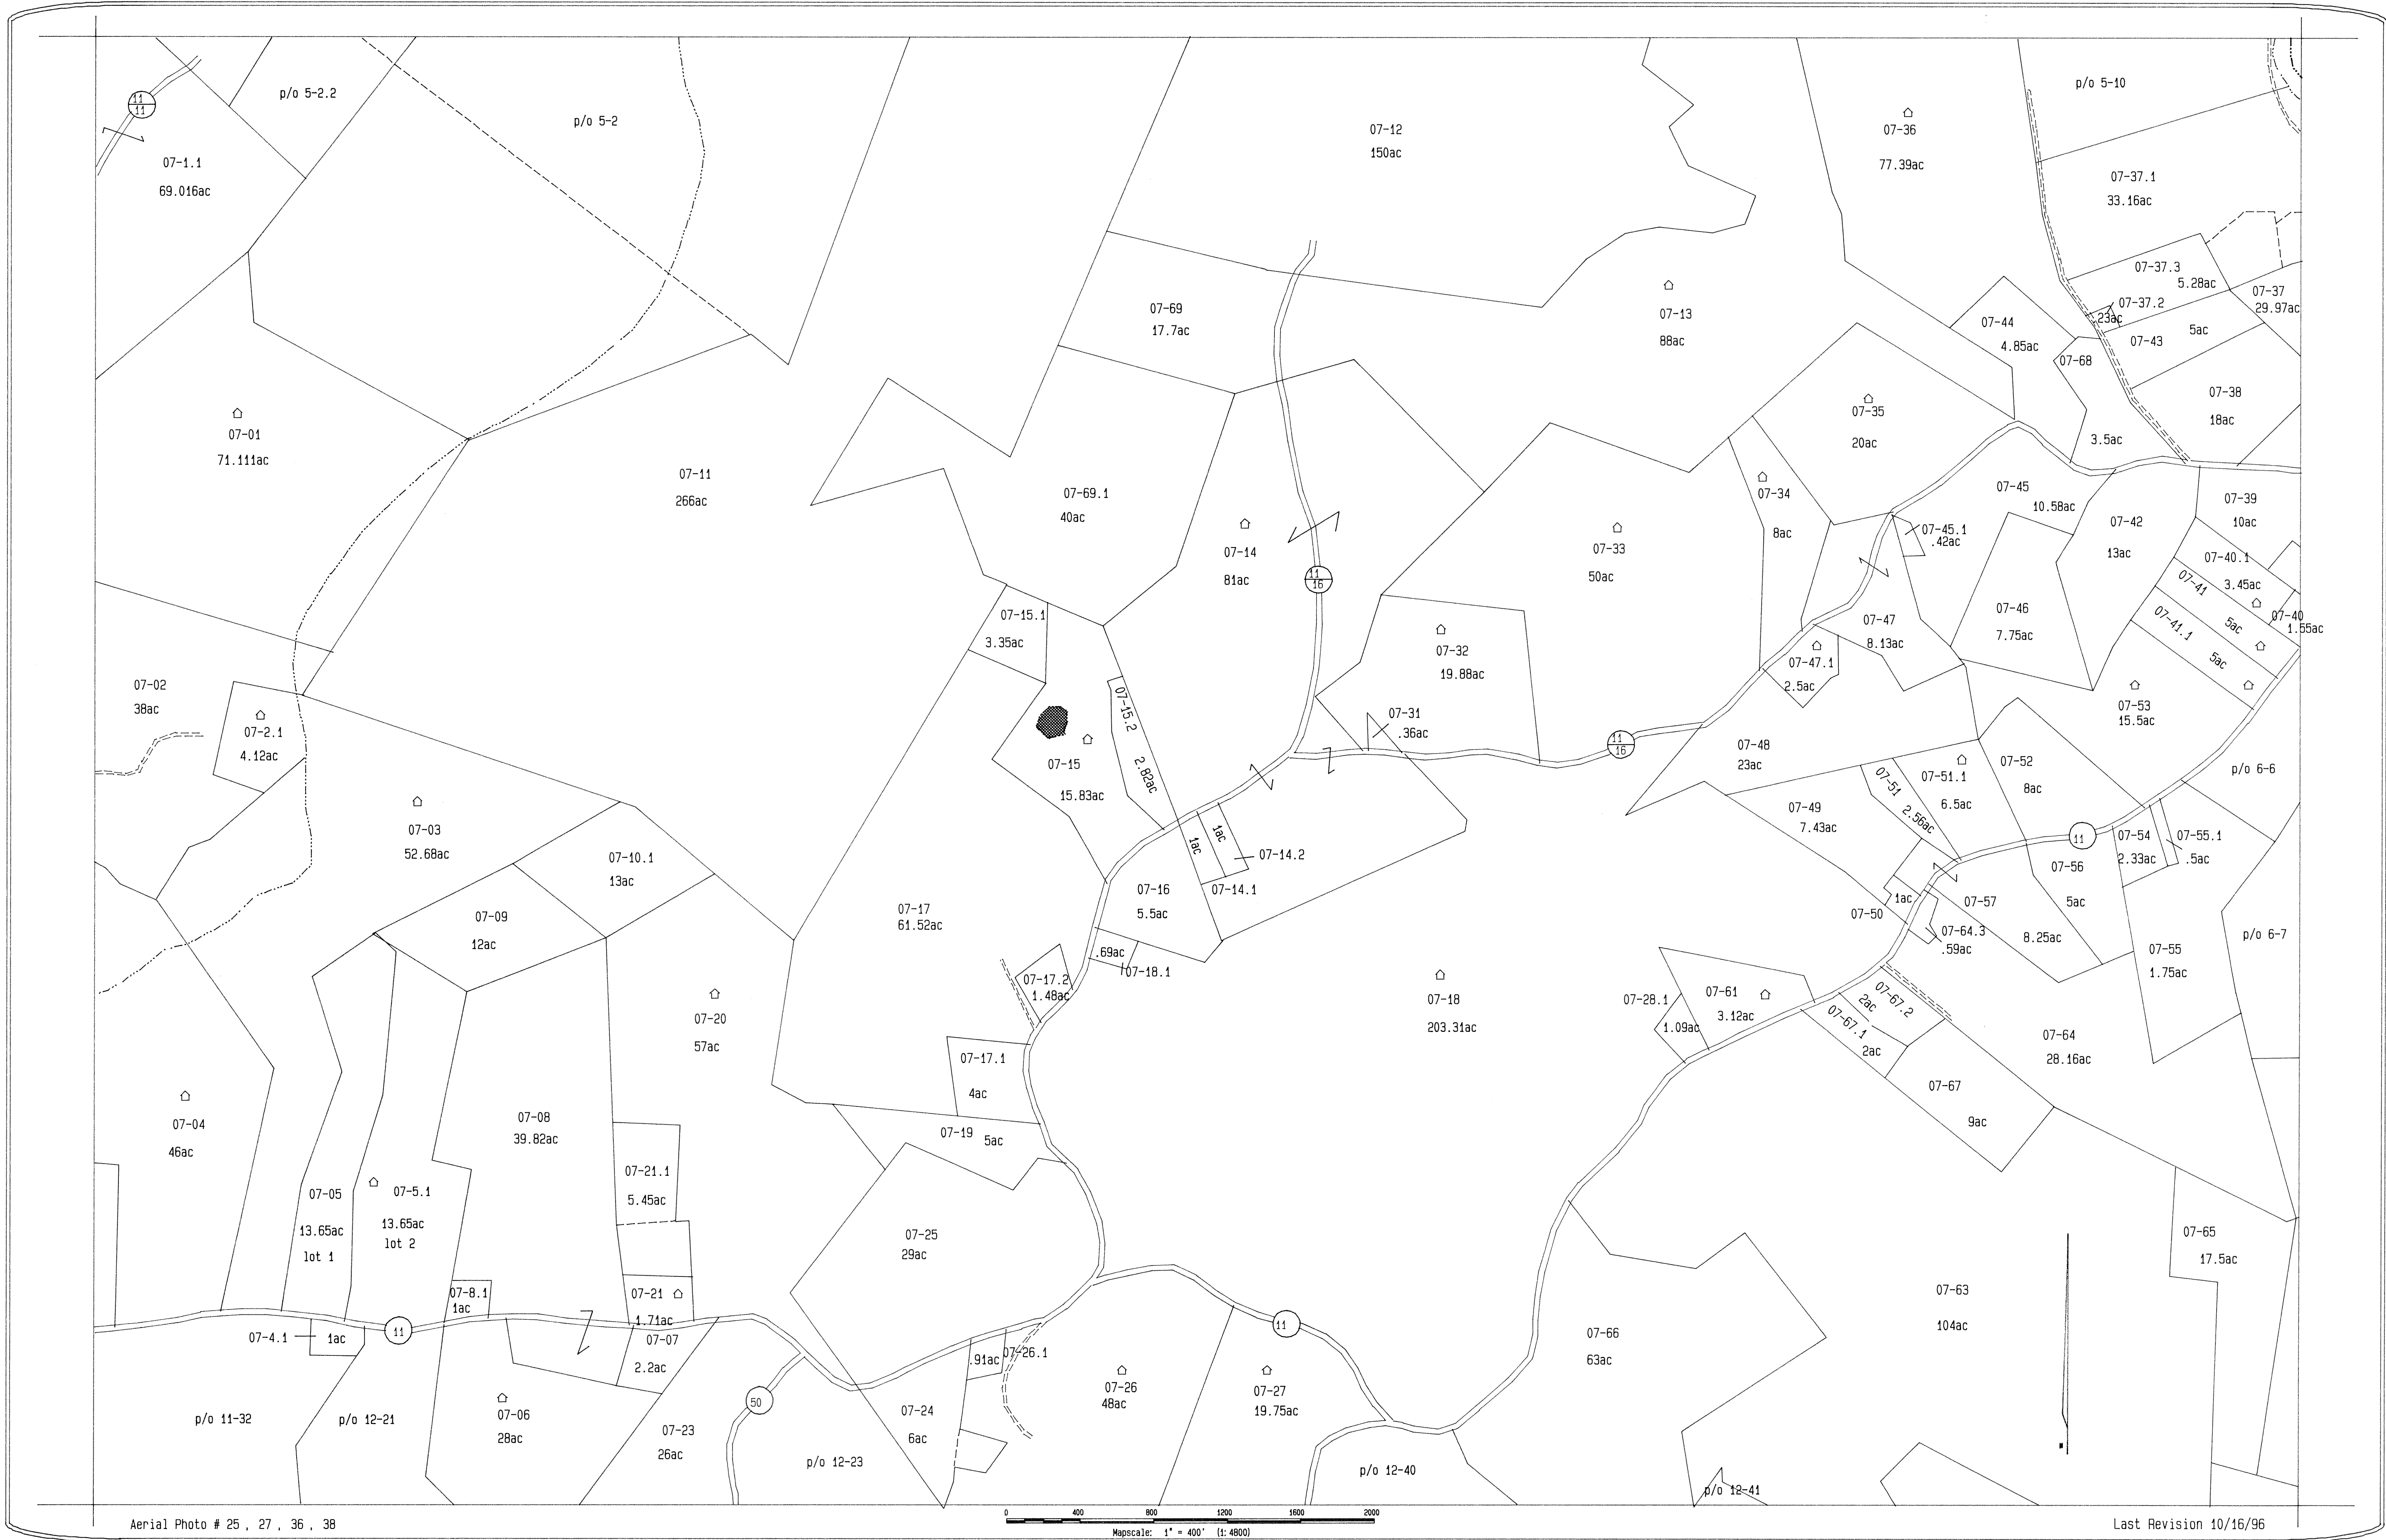 p/o 5-2.2
p/o 5-2
11
11
07-1.1
69.016ac
07-12
150ac
07-36
77.39ac
p/o 5-10
07-37.1
33.16ac
07-37.3
5.28ac
07-37.2
.23ac
07-37
29.97ac
07-69
17.7ac
07-13
88ac
07-44
4.85ac
07-43
5ac
07-68
3.5ac
07-38
18ac
07-01
71.111ac
07-11
266ac
07-69.1
40ac
07-14
81ac
11
16
07-33
50ac
07-34
8ac
07-35
20ac
07-45
10.58ac
07-45.1
.42ac
07-42
13ac
07-39
10ac
07-40.1
3.45ac
07-41
5ac
07-40
1.55ac
07-41.1
5ac
07-15.1
3.35ac
07-32
19.88ac
07-47
8.13ac
07-47.1
2.5ac
07-46
7.75ac
07-53
15.5ac
07-02
38ac
07-2.1
4.12ac
07-15.2
2.82ac
07-15
15.83ac
07-31
.36ac
11
16
07-48
23ac
07-52
8ac
p/o 6-6
07-51
2.56ac
07-51.1
6.5ac
07-49
7.43ac
07-03
52.68ac
07-10.1
13ac
1ac
1ac
07-14.2
07-14.1
07-16
5.5ac
11
07-54
2.33ac
07-55.1
.5ac
07-56
5ac
07-09
12ac
07-17
61.52ac
.69ac
07-18.1
07-17.2
1.48ac
1ac
07-50
07-57
8.25ac
07-64.3
.59ac
07-55
1.75ac
p/o 6-7
07-20
57ac
07-18
203.31ac
07-28.1
1.09ac
07-61
3.12ac
07-67.2
2ac
07-67.1
2ac
07-64
28.16ac
07-17.1
4ac
07-67
9ac
07-04
46ac
07-08
39.82ac
07-19
5ac
07-05
13.65ac
lot 1
07-5.1
13.65ac
lot 2
07-21.1
5.45ac
07-25
29ac
07-65
17.5ac
07-8.1
1ac
07-21
1.71ac
07-63
104ac
07-4.1
1ac
11
07-07
2.2ac
11
07-66
63ac
.91ac
07-26.1
07-26
48ac
07-27
19.75ac
50
p/o 11-32
p/o 12-21
07-06
28ac
07-23
26ac
07-24
6ac
p/o 12-23
p/o 12-40
p/o 12-41
Aerial Photo # 25 , 27 , 36 , 38
0 400 800 1200 1600 2000
Mapscale: 1" = 400' (1:4800)
Last Revision 10/16/96